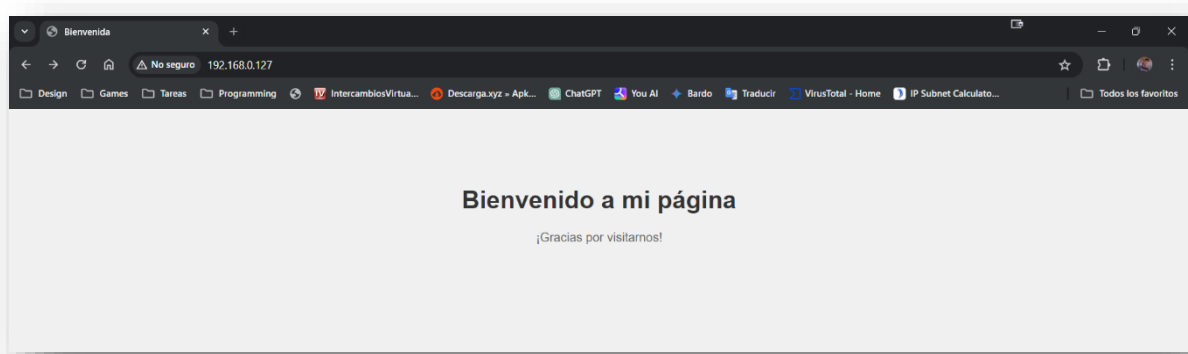 Bienvenida
No seguro 192.168.0.127
Design Games Tareas Programming IntercambiosVirtua... Descarga.xyz » Apk... ChatGPT You AI Bardo Traducir VirusTotal - Home IP Subnet Calculato... Todos los favoritos
Bienvenido a mi página
¡Gracias por visitarnos!